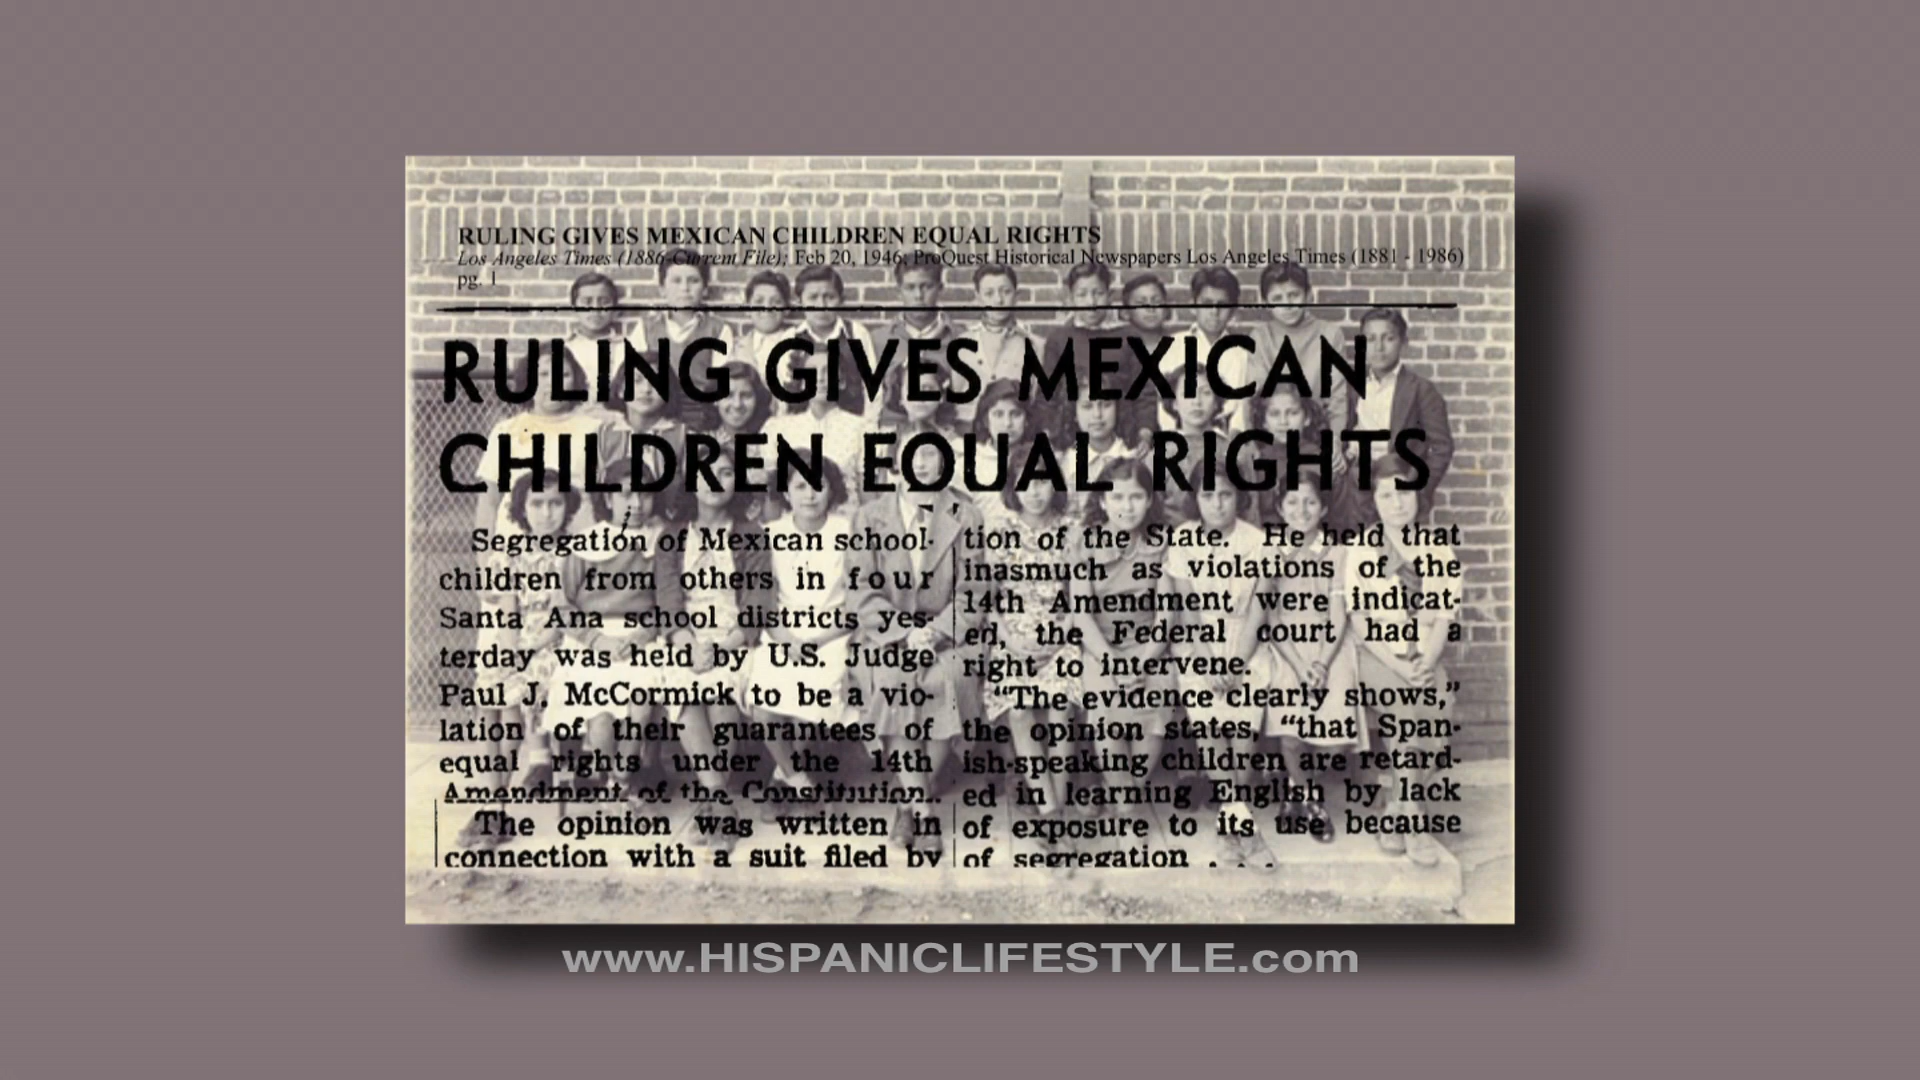 RULING GIVES MEXICAN CHILDREN EQUAL RIGHTS
Los Angeles Times (1886-Current File); Feb 20, 1946; ProQuest Historical Newspapers Los Angeles Times (1881 - 1986)
pg. 1
RULING GIVES MEXICAN
CHILDREN EQUAL RIGHTS
Segregation of Mexican school-
children from others in four
Santa Ana school districts yes-
terday was held by U.S. Judge
Paul J. McCormick to be a vio-
lation of their guarantees of
equal rights under the 14th
Amendment of the Constitution.
The opinion was written in
connection with a suit filed by
tion of the State. He held that
inasmuch as violations of the
14th Amendment were indicat-
ed, the Federal court had a
right to intervene.
"The evidence clearly shows,"
the opinion states, "that Span-
ish-speaking children are retard-
ed in learning English by lack
of exposure to its use because
of segregation . . .
www.HISPANICLIFESTYLE.com